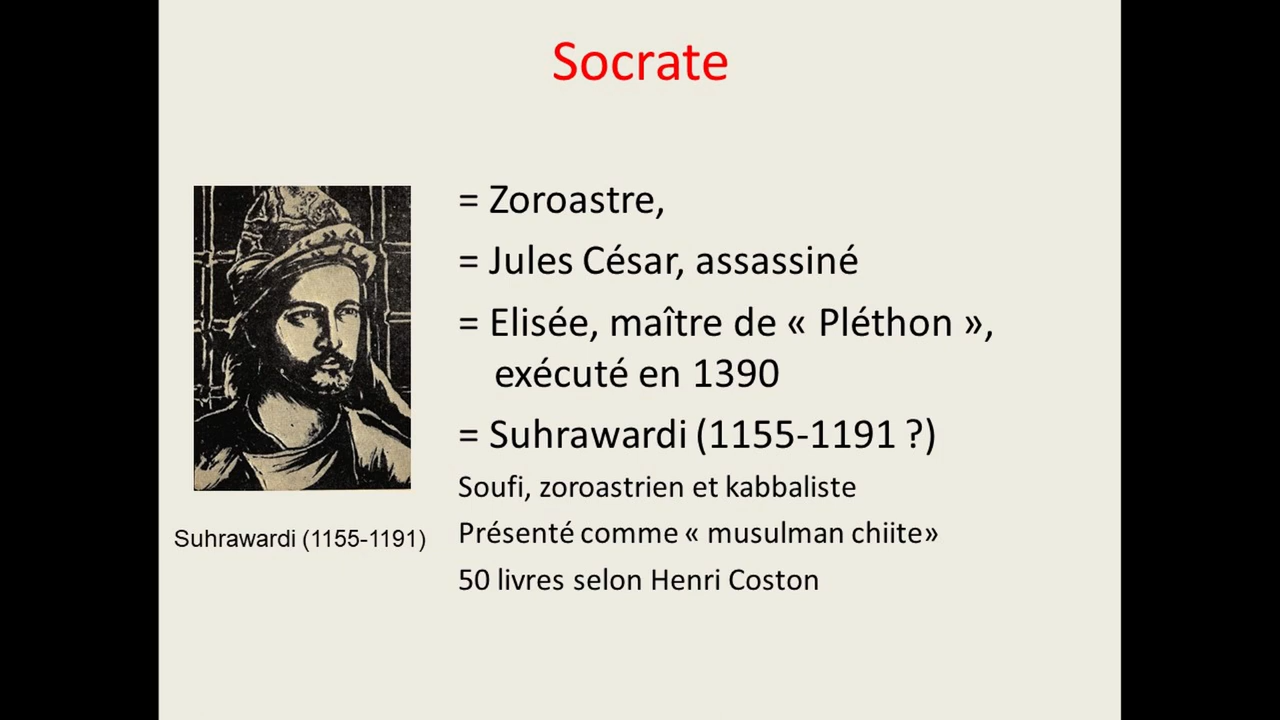 Socrate
= Zoroastre,
= Jules César, assassiné
= Elisée, maître de « Pléthon »,
exécuté en 1390
= Suhrawardi (1155-1191 ?)
Soufi, zoroastrien et kabbaliste
Présenté comme « musulman chiite»
50 livres selon Henri Coston
Suhrawardi (1155-1191)